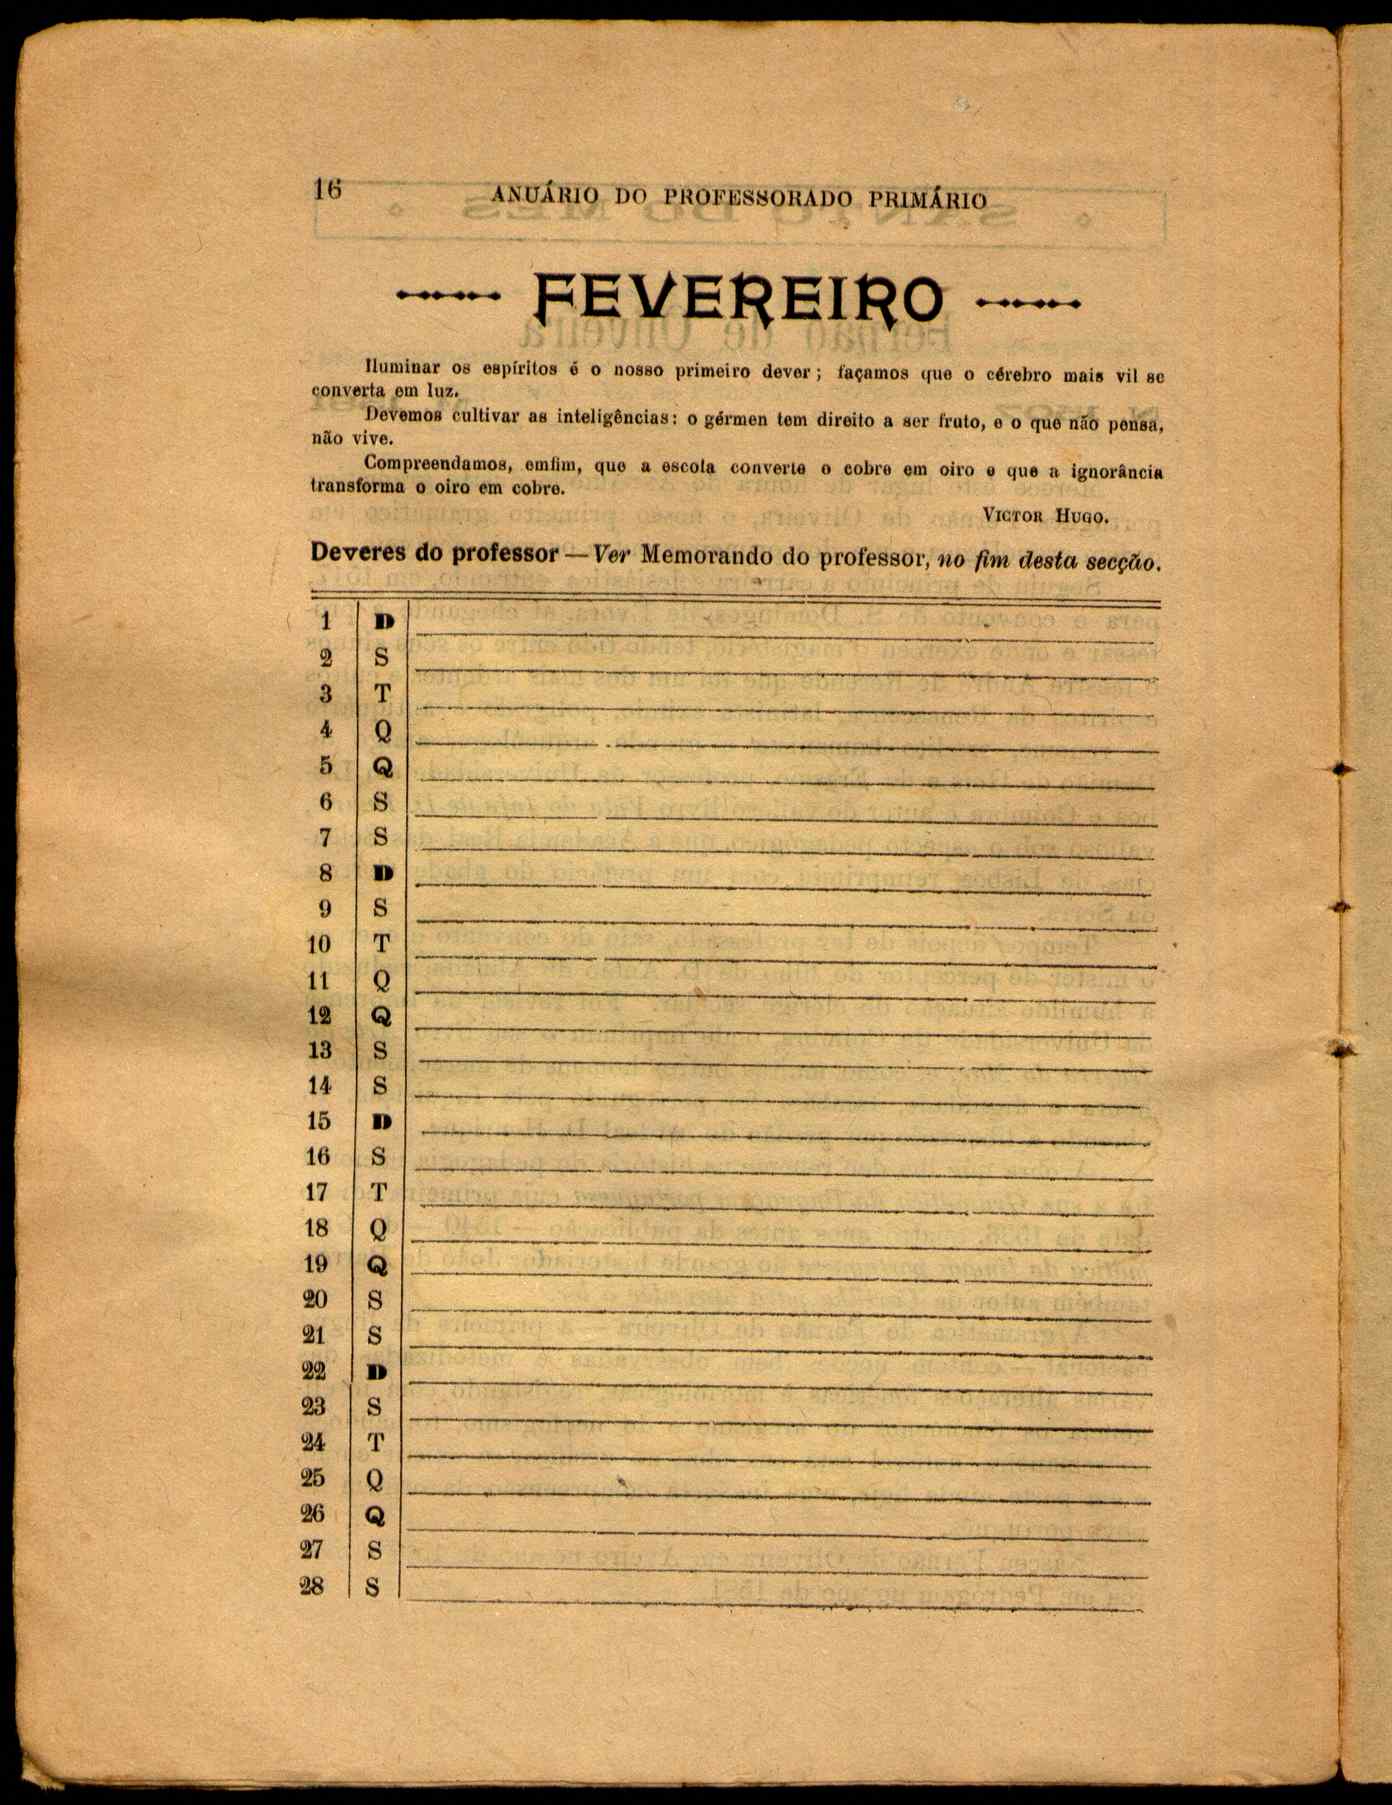 16
ANUÁRIO DO PROFESSORADO PRIMÁRIO
FEVEREIRO
Iluminar os espíritos é o nosso primeiro dever; façamos que o cérebro mais vil se
converta em luz.
Devemos cultivar as inteligências: o gérmen tem direito a ser fruto, e o que não pensa,
não vive.
Compreendamos, emfim, que a escola converte o cobre em oiro e que a ignorância
transforma o oiro em cobre.
VICTOR HUGO.
Deveres do professor — Ver Memorando do professor, no fim desta secção.
1 D
2 S
3 T
4 Q
5 Q
6 S
7 S
8 D
9 S
10 T
11 Q
12 Q
13 S
14 S
15 D
16 S
17 T
18 Q
19 Q
20 S
21 S
22 D
23 S
24 T
25 Q
26 Q
27 S
28 S